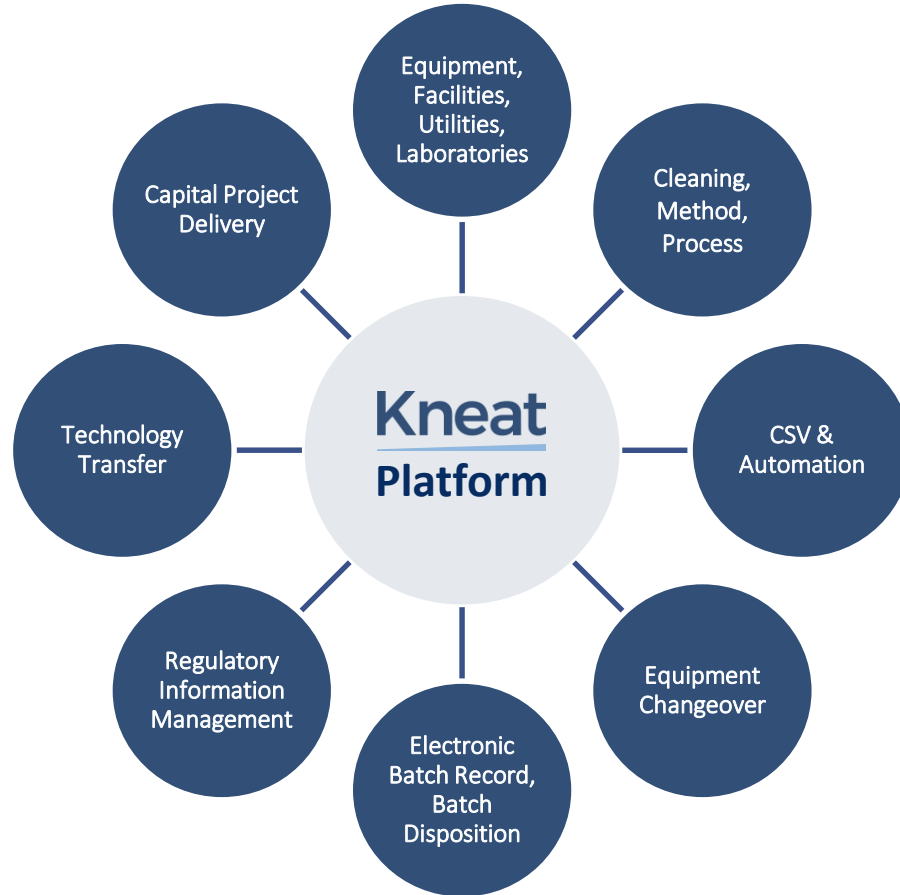 Equipment,
Facilities,
Utilities,
Laboratories
Cleaning,
Method,
Process
CSV &
Automation
Equipment
Changeover
Electronic
Batch Record,
Batch
Disposition
Regulatory
Information
Management
Technology
Transfer
Capital Project
Delivery
Kneat
Platform